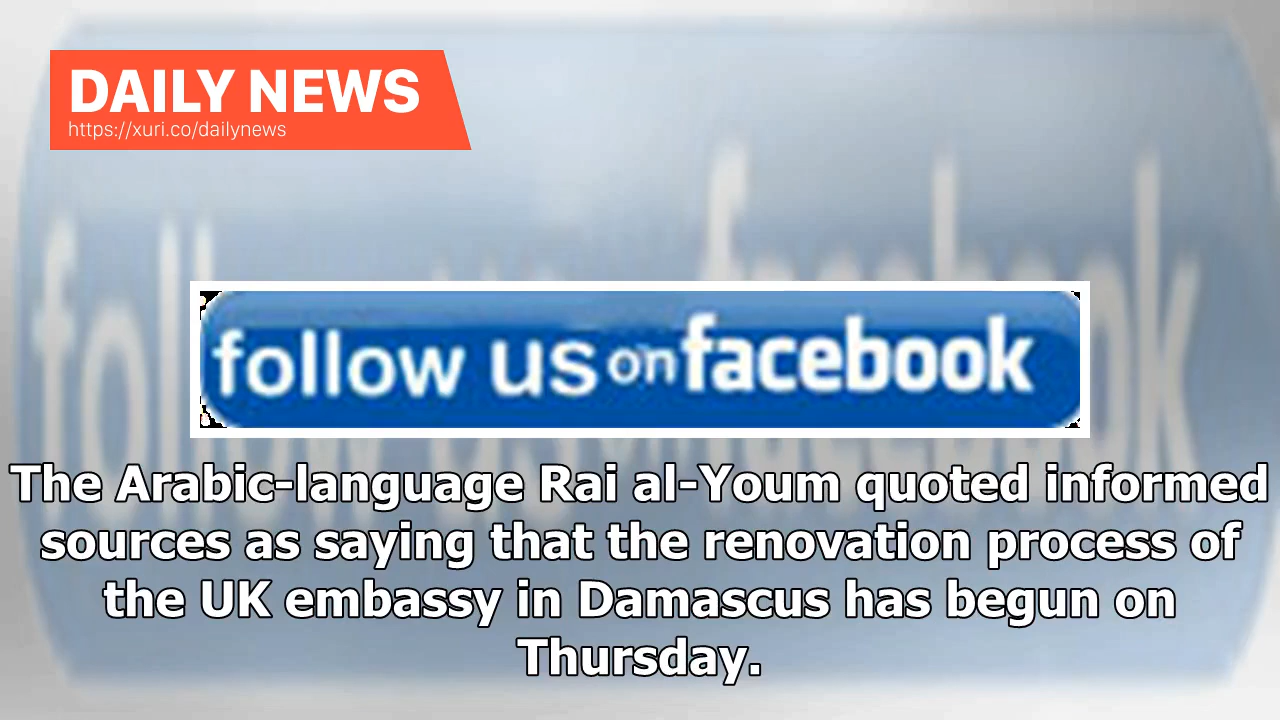 DAILY NEWS
https://xuri.co/dailynews
follow us on facebook
The Arabic-language Rai al-Youm quoted informed
sources as saying that the renovation process of
the UK embassy in Damascus has begun on
Thursday.